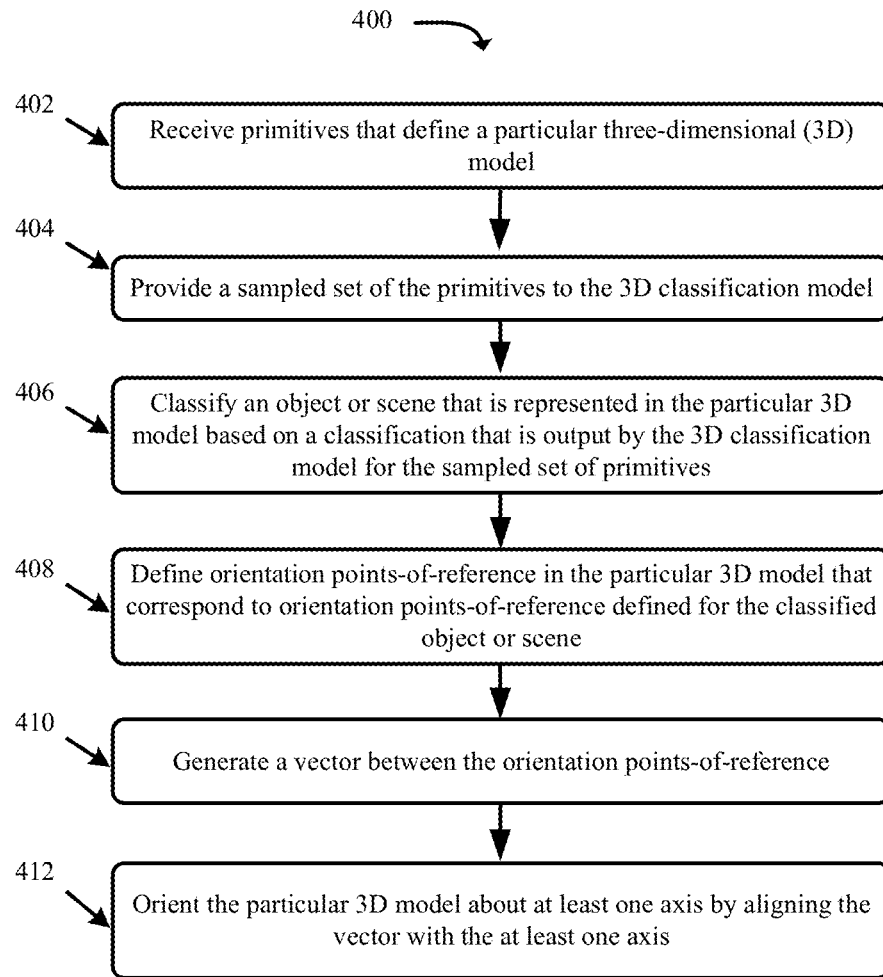 400
402
Receive primitives that define a particular three-dimensional (3D)
model
404
Provide a sampled set of the primitives to the 3D classification model
406
Classify an object or scene that is represented in the particular 3D
model based on a classification that is output by the 3D classification
model for the sampled set of primitives
408
Define orientation points-of-reference in the particular 3D model that
correspond to orientation points-of-reference defined for the classified
object or scene
410
Generate a vector between the orientation points-of-reference
412
Orient the particular 3D model about at least one axis by aligning the
vector with the at least one axis